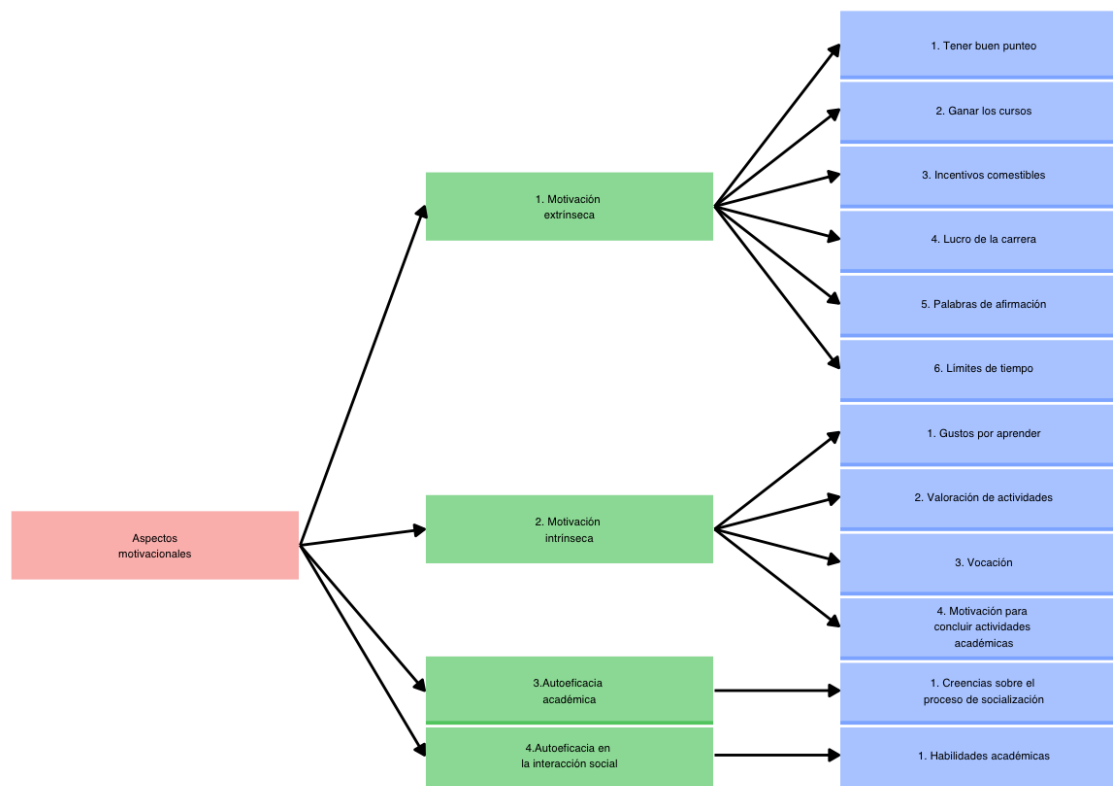 1. Tener buen punteo
2. Ganar los cursos
3. Incentivos comestibles
1. Motivación
extrínseca
4. Lucro de la carrera
5. Palabras de afirmación
6. Límites de tiempo
1. Gustos por aprender
2. Valoración de actividades
2. Motivación
intrínseca
Aspectos
motivacionales
3. Vocación
4. Motivación para
concluir actividades
académicas
3.Autoeficacia
académica
1. Creencias sobre el
proceso de socialización
4.Autoeficacia en
la interacción social
1. Habilidades académicas